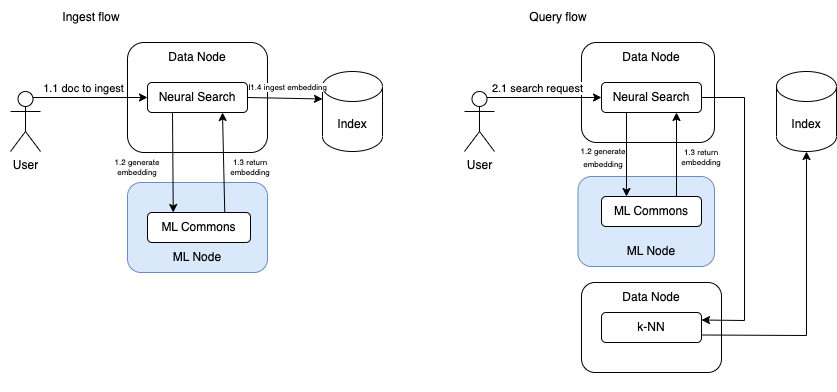 Ingest flow
Data Node
1.1 doc to ingest
Neural Search
I1.4 ingest embedding
Index
User
1.2 generate
embedding
1.3 return
embedding
ML Commons
ML Node
Query flow
Data Node
2.1 search request
Neural Search
Index
User
1.2 generate
embedding
1.3 return
embedding
ML Commons
ML Node
Data Node
k-NN